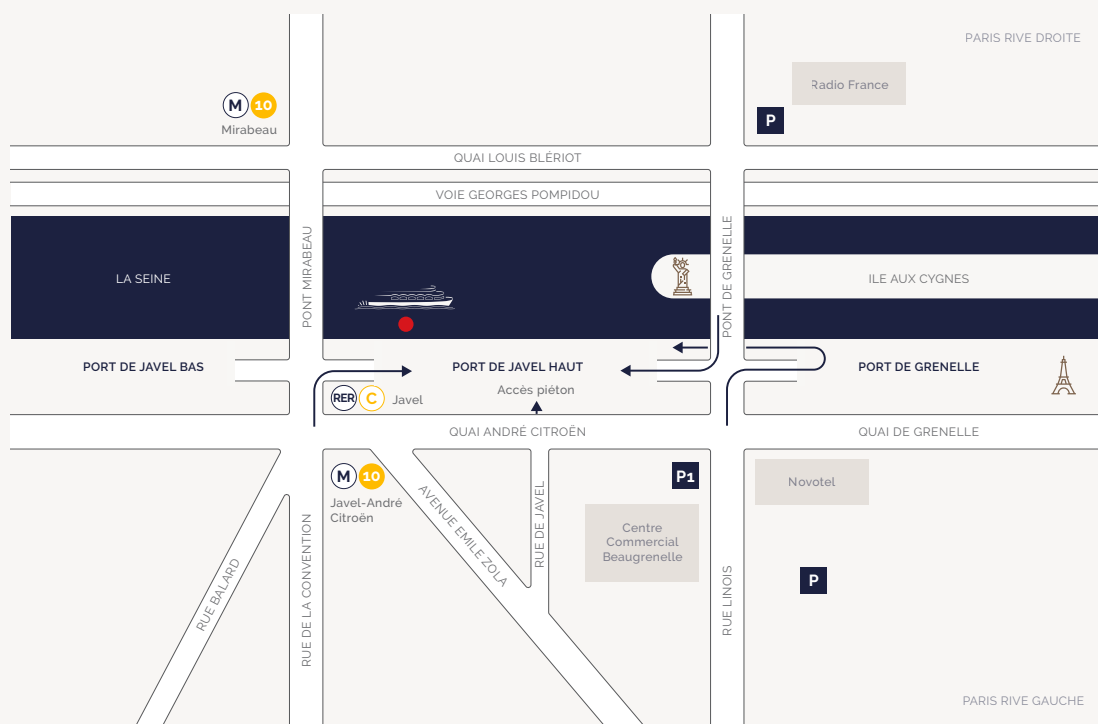 PARIS RIVE DROITE
Radio France
M 10
Mirabeau
P
QUAI LOUIS BLÉRIOT
VOIE GEORGES POMPIDOU
LA SEINE
PONT MIRABEAU
PONT DE GRENELLE
ILE AUX CYGNES
PORT DE JAVEL BAS
PORT DE JAVEL HAUT
PORT DE GRENELLE
Accès piéton
RER C Javel
QUAI ANDRÉ CITROËN
QUAI DE GRENELLE
M 10
Javel-André
Citroën
P1
Novotel
AVENUE EMILE ZOLA
RUE DE JAVEL
Centre
Commercial
Beaugrenelle
P
RUE BALARD
RUE DE LA CONVENTION
RUE LINOIS
PARIS RIVE GAUCHE